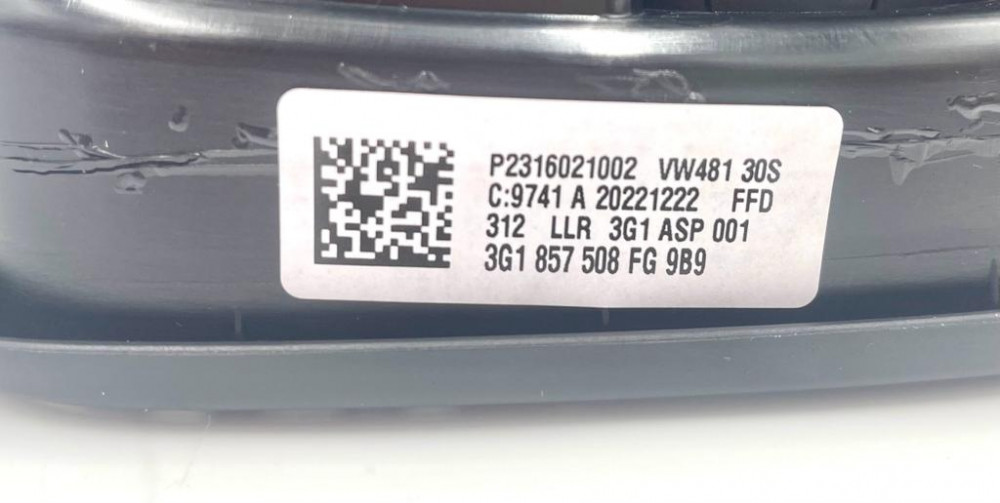 P2316021002 VW481 30S
C:9741 A 20221222 FFD
312 LLR 3G1 ASP 001
3G1 857 508 FG 9B9